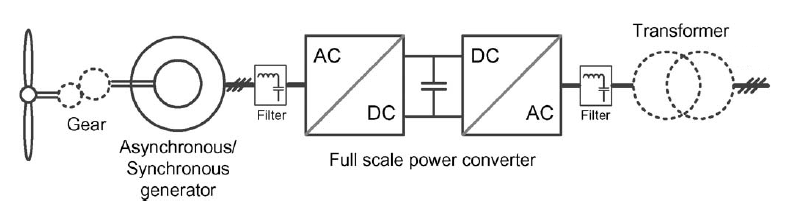 Transformer
AC
DC
DC
AC
Gear
Filter
Filter
Asynchronous/
Synchronous
generator
Full scale power converter